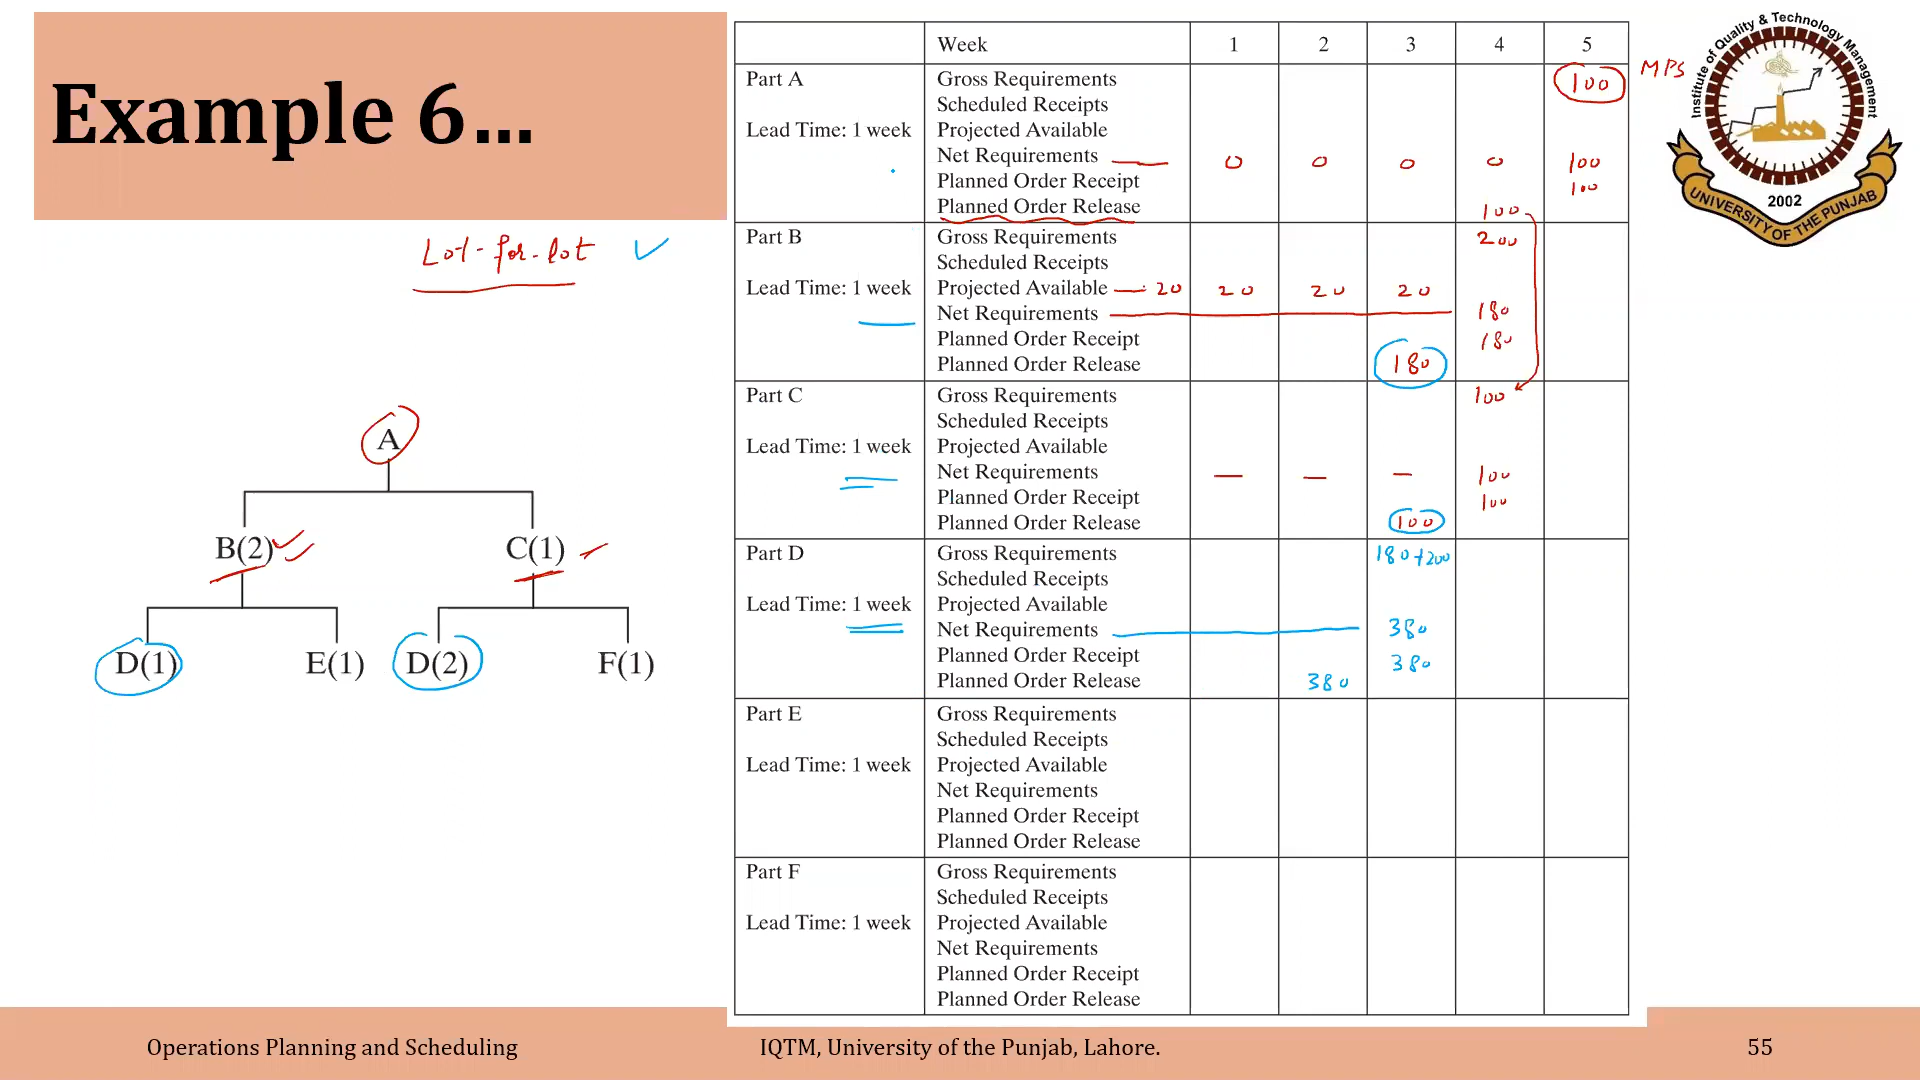 Example 6…
Lot-for-lot
A
B(2) C(1)
D(1) E(1) D(2) F(1)
Week 1 2 3 4 5
Part A Gross Requirements 100 MPS
Scheduled Receipts
Lead Time: 1 week Projected Available
Net Requirements — 0 0 0 0 100
Planned Order Receipt 100
Planned Order Release 100
Part B Gross Requirements 200
Scheduled Receipts
Lead Time: 1 week Projected Available — 20 20 20 20
Net Requirements 180
Planned Order Receipt 180
Planned Order Release 180
Part C Gross Requirements 100
Scheduled Receipts
Lead Time: 1 week Projected Available
Net Requirements — — — 100
Planned Order Receipt 100
Planned Order Release 100
Part D Gross Requirements 180+200
Scheduled Receipts
Lead Time: 1 week Projected Available
Net Requirements 380
Planned Order Receipt 380
Planned Order Release 380
Part E Gross Requirements
Scheduled Receipts
Lead Time: 1 week Projected Available
Net Requirements
Planned Order Receipt
Planned Order Release
Part F Gross Requirements
Scheduled Receipts
Lead Time: 1 week Projected Available
Net Requirements
Planned Order Receipt
Planned Order Release
Institute of Quality & Technology Management
2002
UNIVERSITY OF THE PUNJAB
Operations Planning and Scheduling IQTM, University of the Punjab, Lahore. 55